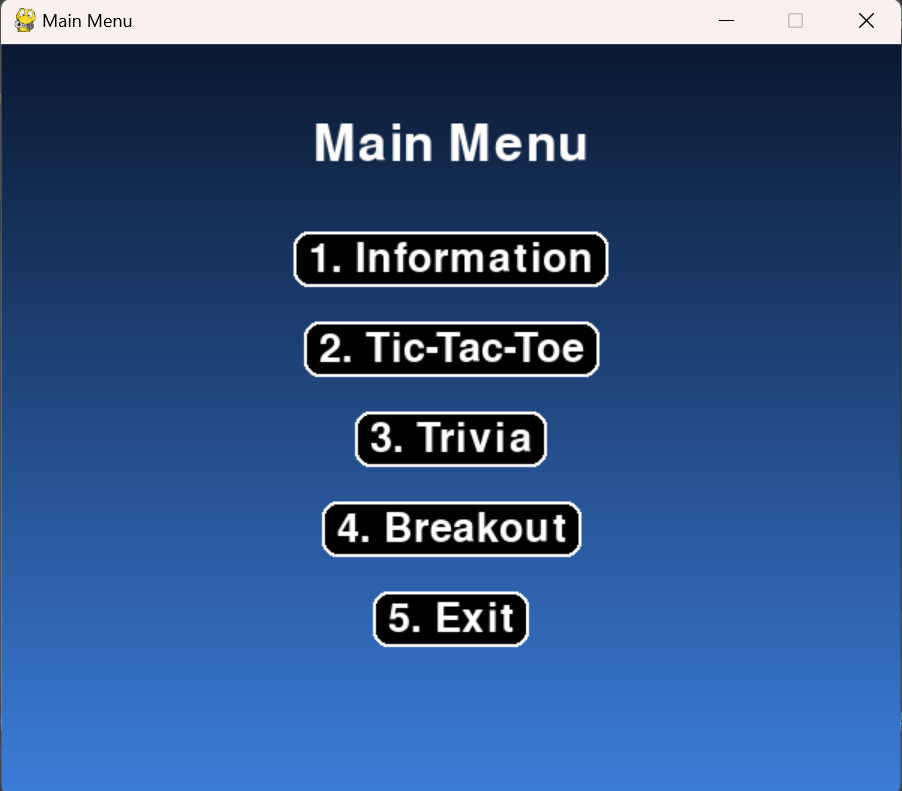 Main Menu
Main Menu
1. Information
2. Tic-Tac-Toe
3. Trivia
4. Breakout
5. Exit